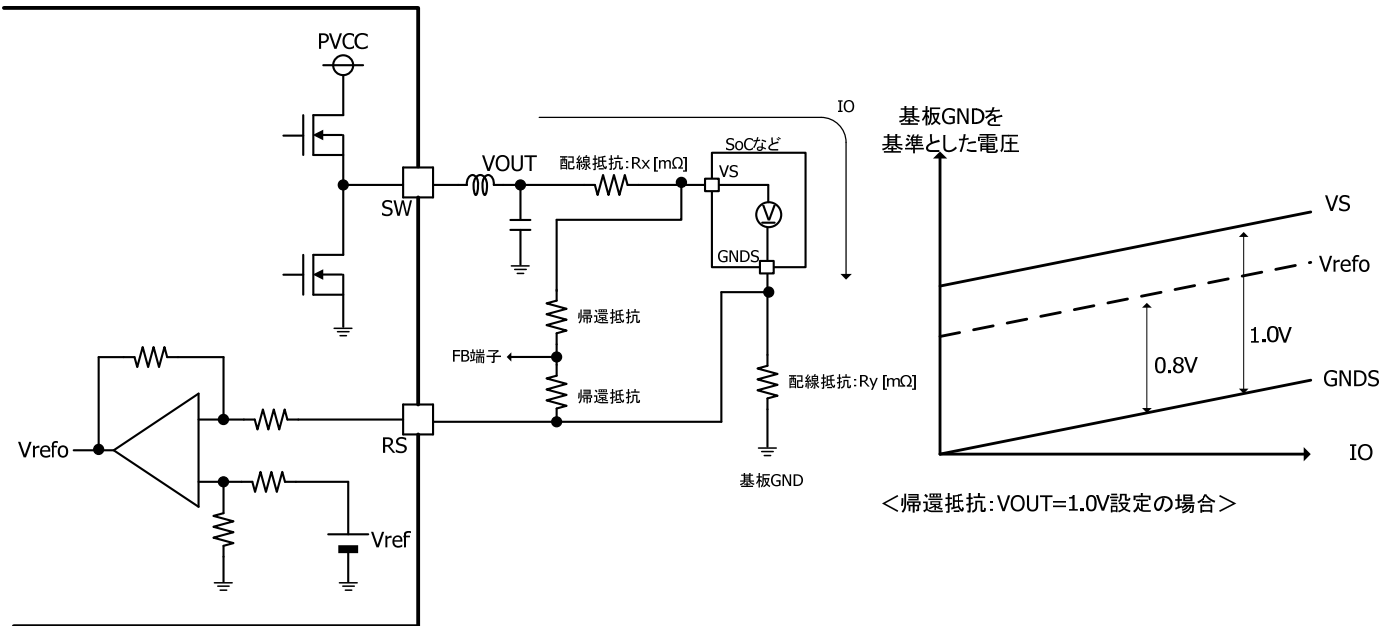 PVCC
IO
SoCなど
VOUT
配線抵抗:Rx [mΩ]
VS
V
SW
GNDS
帰還抵抗
FB端子
帰還抵抗
配線抵抗:Ry [mΩ]
RS
Vrefo
Vref
基板GND
基板GNDを
基準とした電圧
VS
Vrefo
1.0V
0.8V
GNDS
IO
<帰還抵抗:VOUT=1.0V設定の場合>